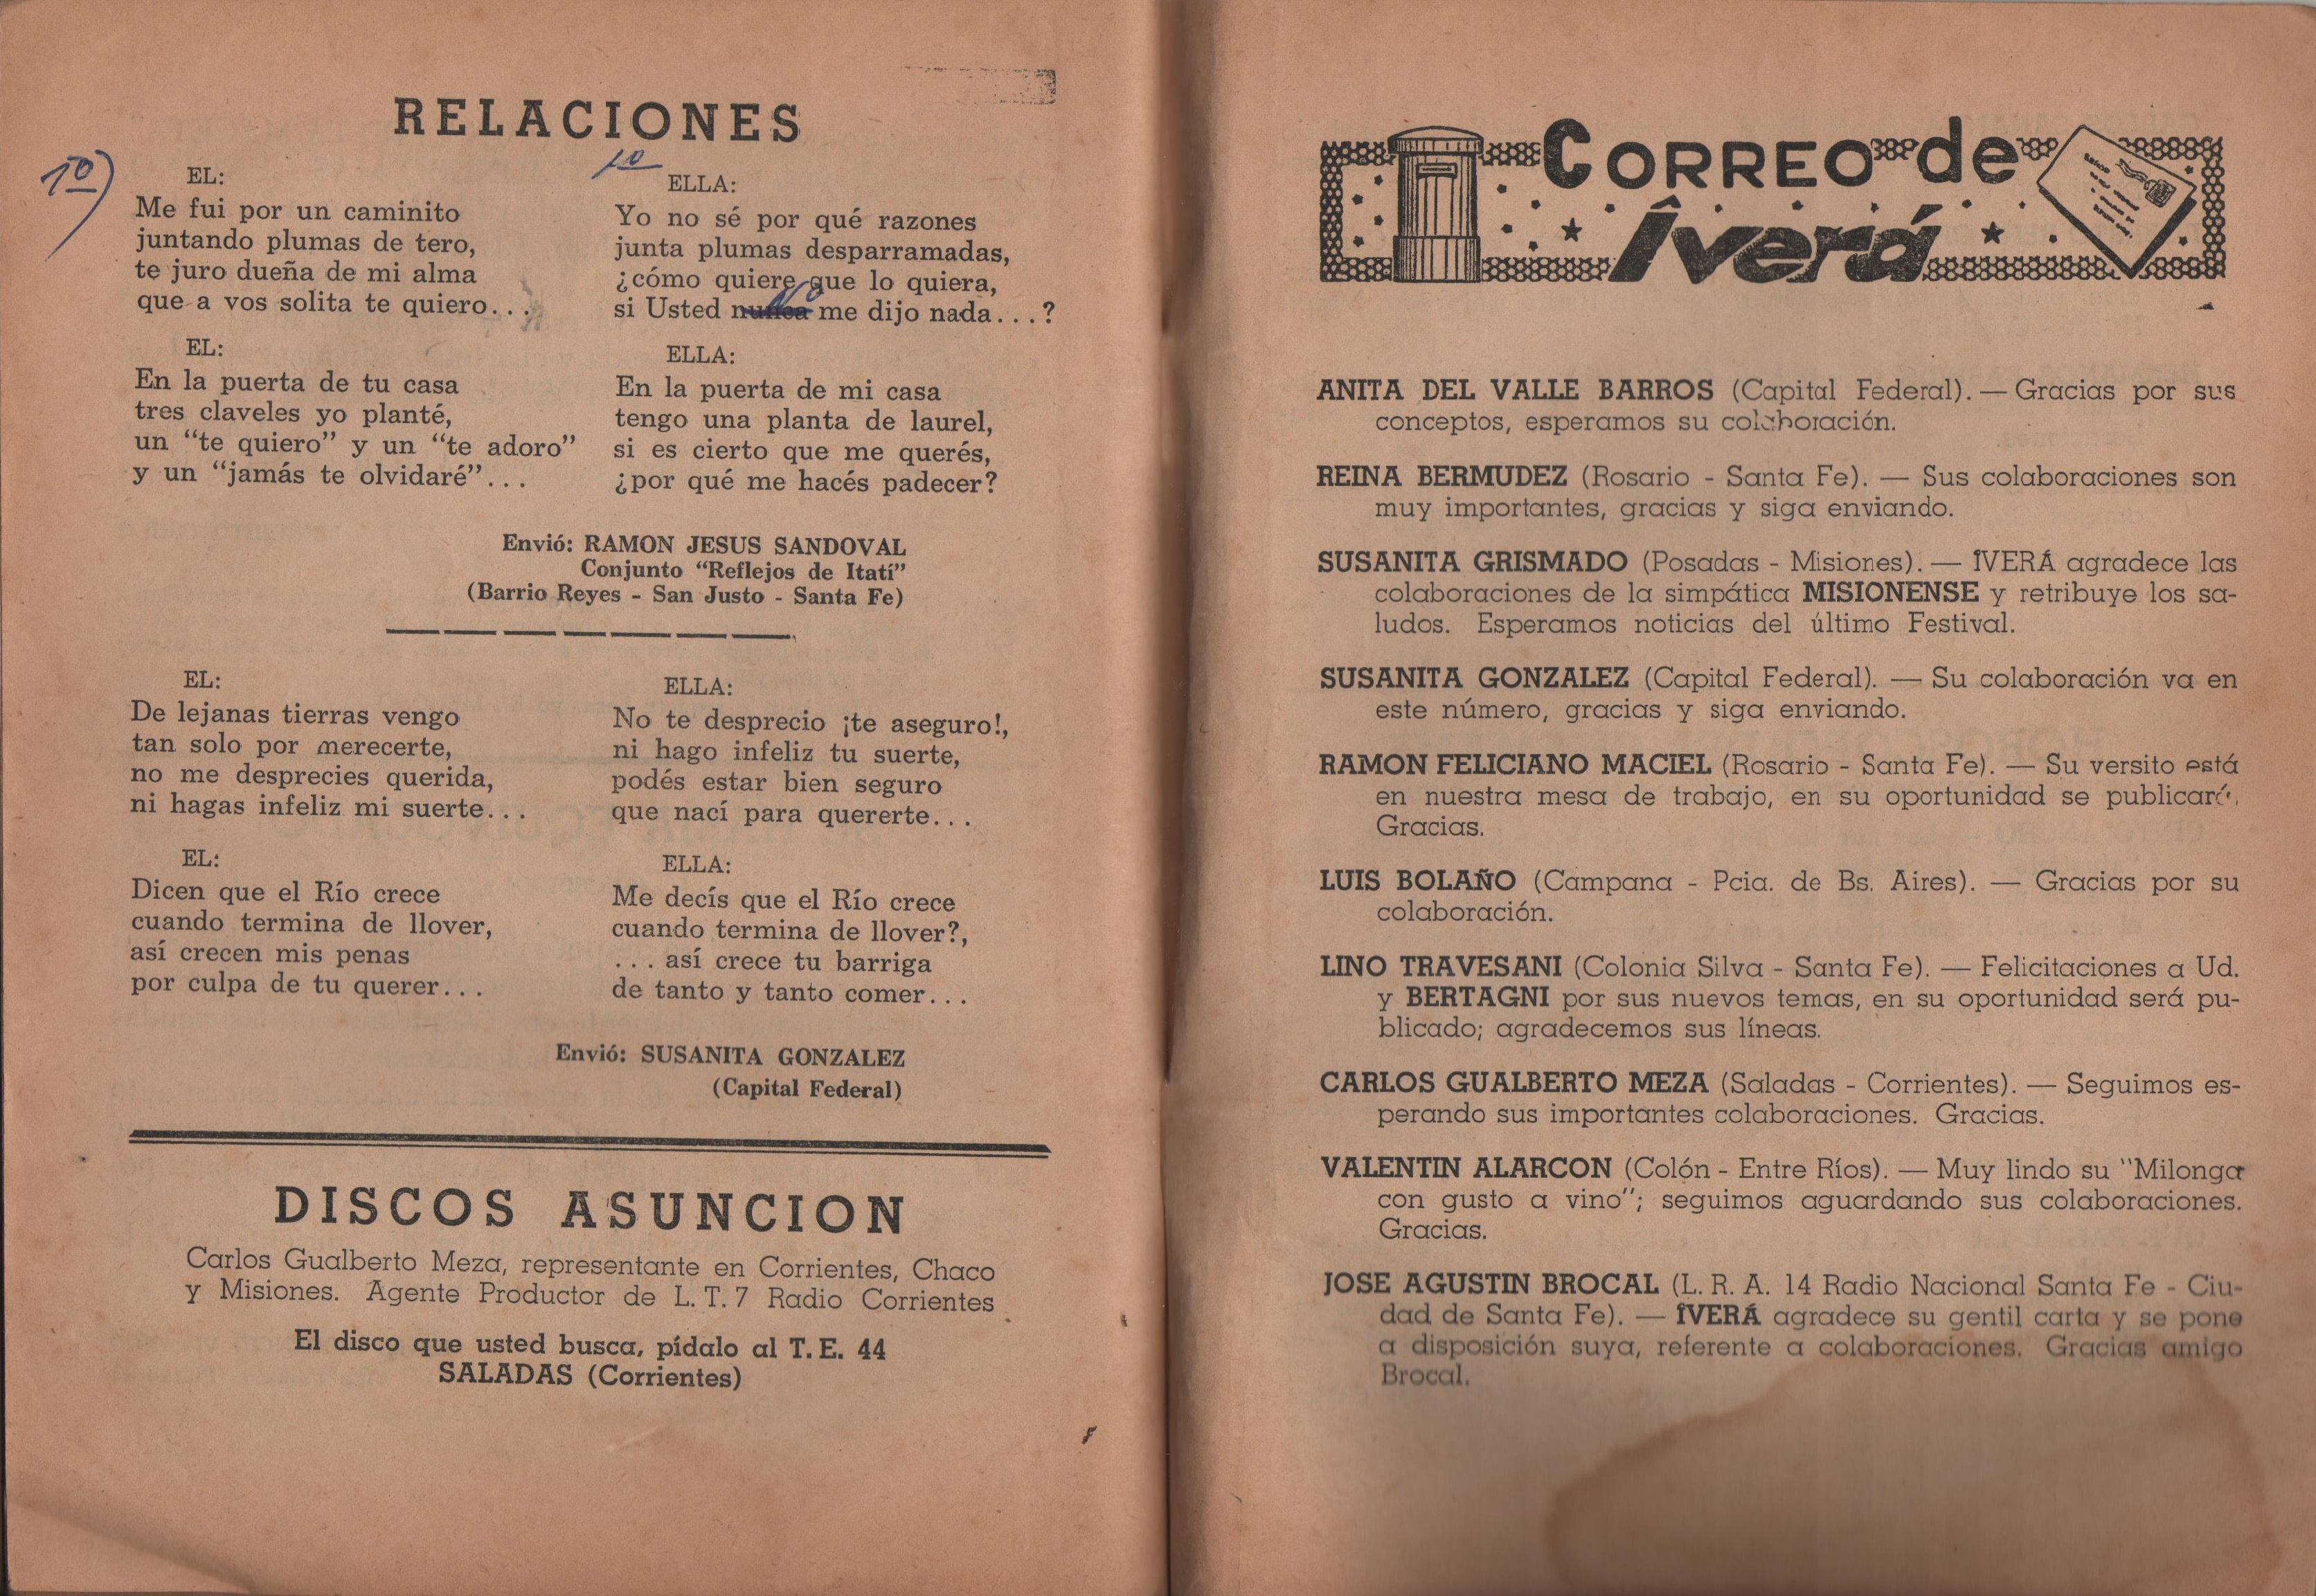 RELACIONES
1º)
EL:
Me fui por un caminito
juntando plumas de tero,
te juro dueña de mi alma
que a vos solita te quiero...
1º
ELLA:
Yo no sé por qué razones
junta plumas desparramadas,
¿cómo quiere que lo quiera,
no
si Usted nunca me dijo nada...?
EL:
En la puerta de tu casa
tres claveles yo planté,
un “te quiero” y un “te adoro”
y un “jamás te olvidaré”...
ELLA:
En la puerta de mi casa
tengo una planta de laurel,
si es cierto que me querés,
¿por qué me hacés padecer?
Envió: RAMON JESUS SANDOVAL
Conjunto “Reflejos de Itatí”
(Barrio Reyes - San Justo - Santa Fe)
EL:
De lejanas tierras vengo
tan solo por merecerte,
no me desprecies querida,
ni hagas infeliz mi suerte...
ELLA:
No te desprecio ¡te aseguro!,
ni hago infeliz tu suerte,
podés estar bien seguro
que nací para quererte...
EL:
Dicen que el Río crece
cuando termina de llover,
así crecen mis penas
por culpa de tu querer...
ELLA:
Me decís que el Río crece
cuando termina de llover?,
...así crece tu barriga
de tanto y tanto comer...
Envió: SUSANITA GONZALEZ
(Capital Federal)
DISCOS ASUNCION
Carlos Gualberto Meza, representante en Corrientes, Chaco
y Misiones. Agente Productor de L. T. 7 Radio Corrientes
El disco que usted busca, pídalo al T. E. 44
SALADAS (Corrientes)
CORREO de
Îverá
ANITA DEL VALLE BARROS (Capital Federal). — Gracias por sus
conceptos, esperamos su colaboración.
REINA BERMUDEZ (Rosario - Santa Fe). — Sus colaboraciones son
muy importantes, gracias y siga enviando.
SUSANITA GRISMADO (Posadas - Misiones). — ÎVERÁ agradece las
colaboraciones de la simpática MISIONENSE y retribuye los sa-
ludos. Esperamos noticias del último Festival.
SUSANITA GONZALEZ (Capital Federal). — Su colaboración va en
este número, gracias y siga enviando.
RAMON FELICIANO MACIEL (Rosario - Santa Fe). — Su versito está
en nuestra mesa de trabajo, en su oportunidad se publicará.
Gracias.
LUIS BOLAÑO (Campana - Pcia. de Bs. Aires). — Gracias por su
colaboración.
LINO TRAVESANI (Colonia Silva - Santa Fe). — Felicitaciones a Ud.
y BERTAGNI por sus nuevos temas, en su oportunidad será pu-
blicado; agradecemos sus líneas.
CARLOS GUALBERTO MEZA (Saladas - Corrientes). — Seguimos es-
perando sus importantes colaboraciones. Gracias.
VALENTIN ALARCON (Colón - Entre Ríos). — Muy lindo su “Milonga
con gusto a vino”; seguimos aguardando sus colaboraciones.
Gracias.
JOSE AGUSTIN BROCAL (L. R. A. 14 Radio Nacional Santa Fe - Ciu-
dad de Santa Fe). — ÎVERÁ agradece su gentil carta y se pone
a disposición suya, referente a colaboraciones. Gracias amigo
Brocal.